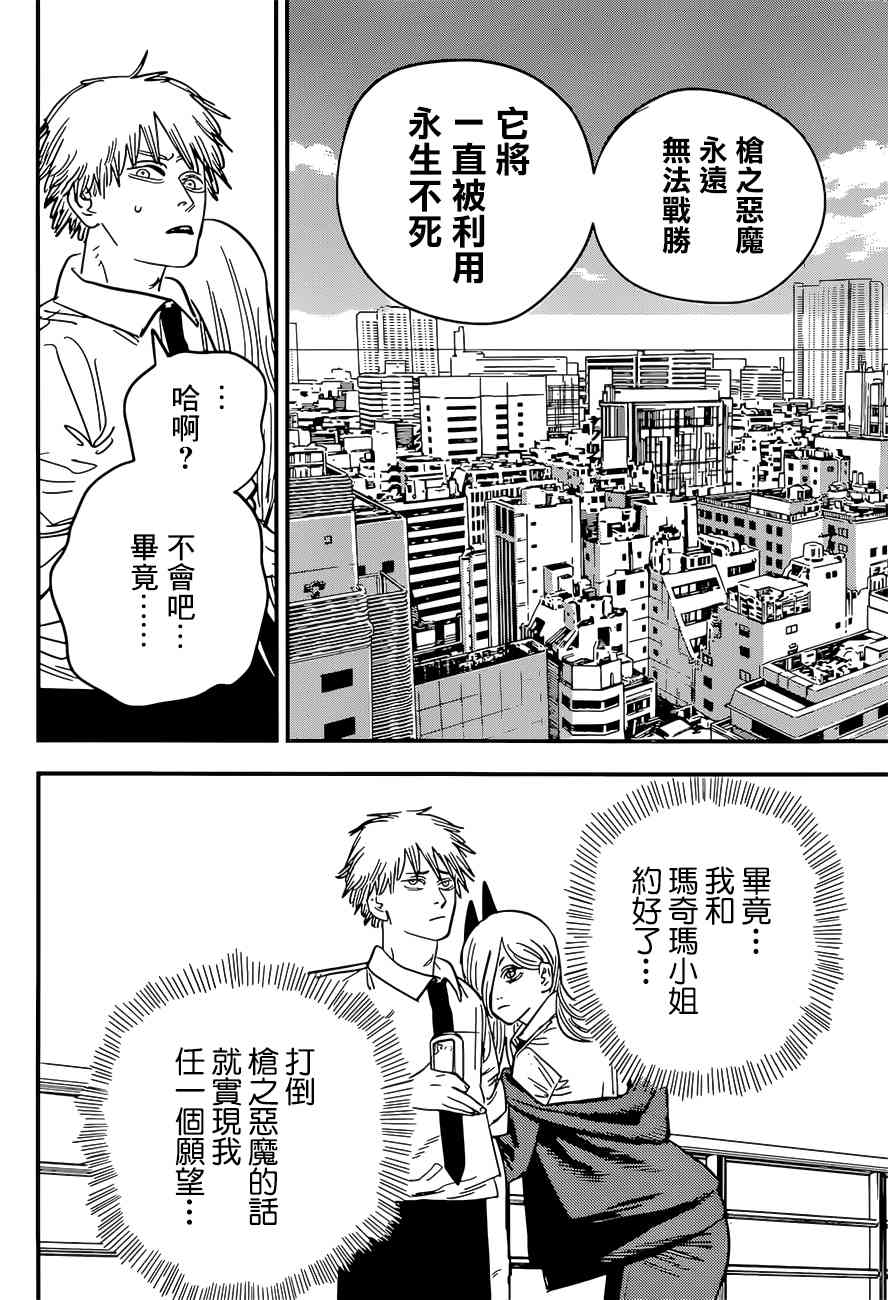 槍之惡魔
永遠
無法戰勝
它將
一直被利用
永生不死
…
哈啊?
不會吧…
畢竟……
畢竟…
我和
瑪奇瑪小姐
約好了…
打倒
槍之惡魔的話
就實現我
任一個願望…